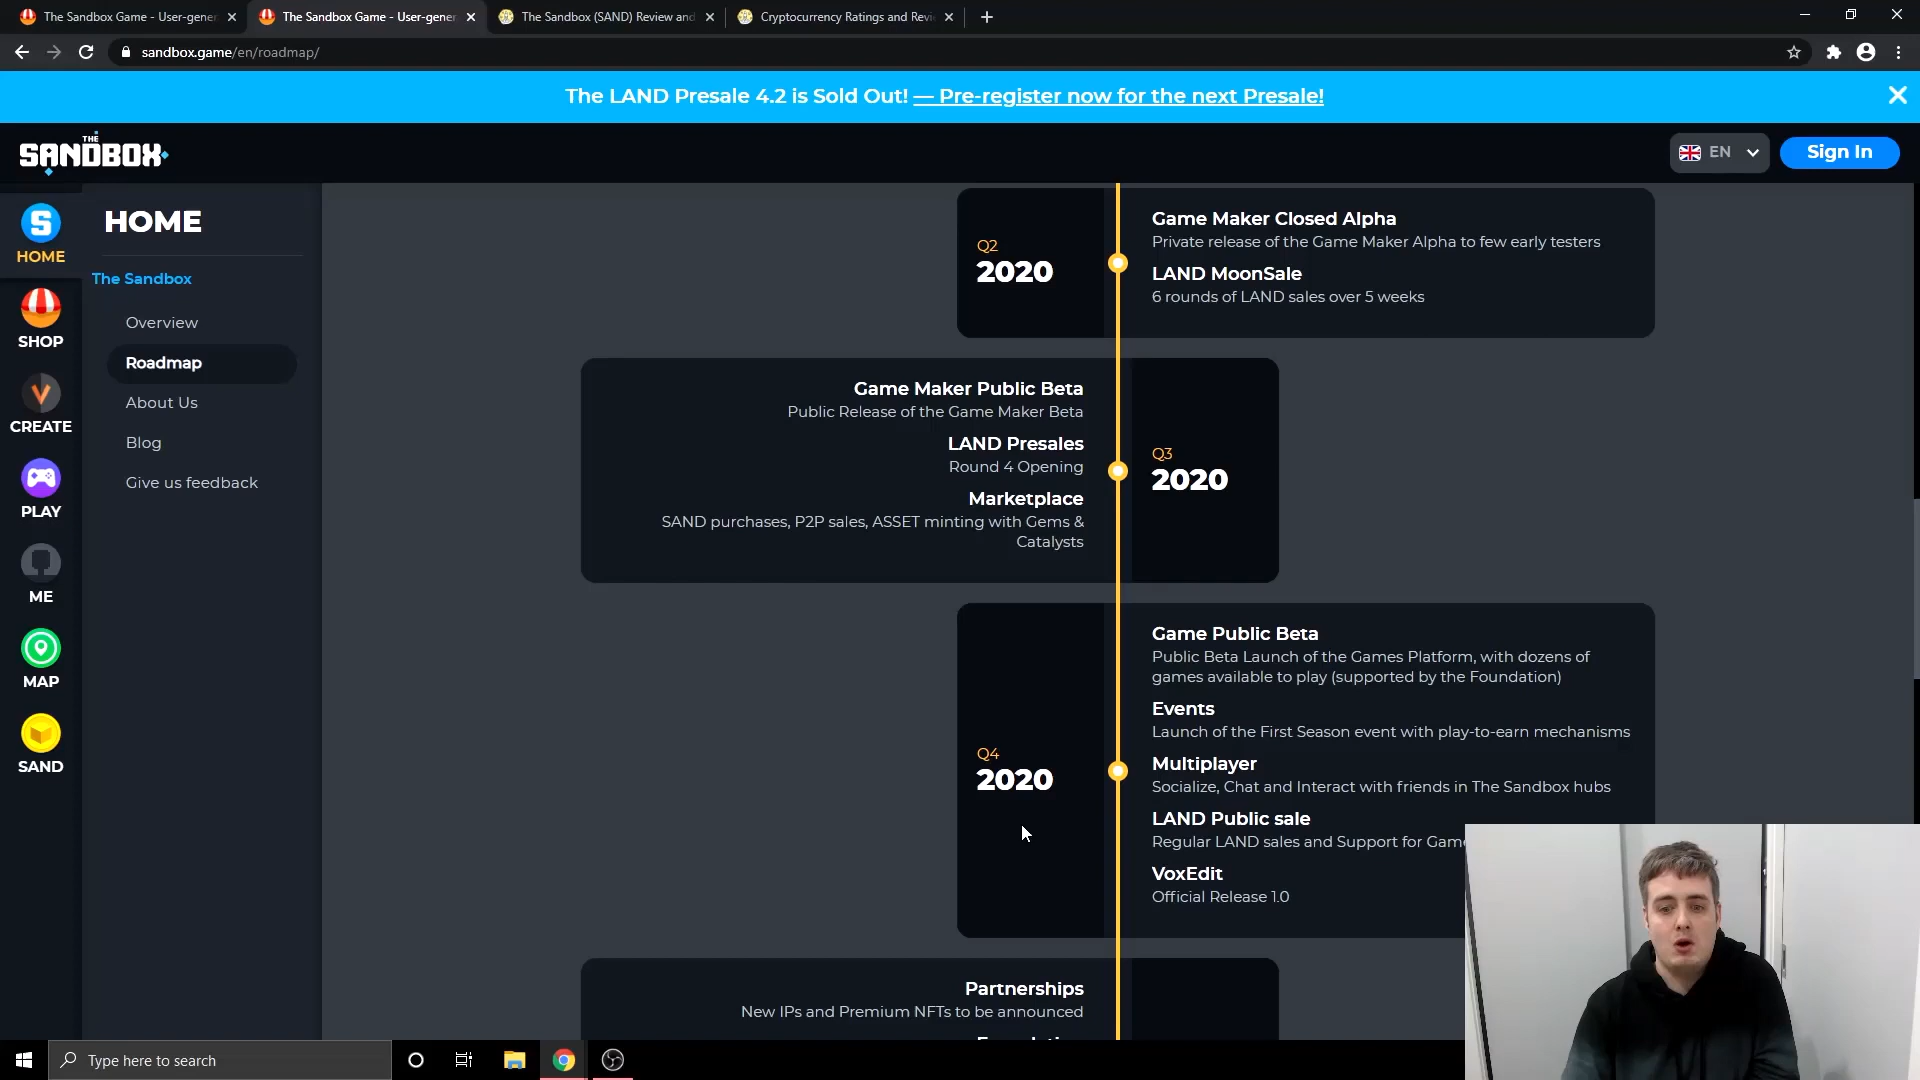 The Sandbox Game - User-gener
The Sandbox Game - User-gener
The Sandbox (SAND) Review and
Cryptocurrency Ratings and Revi
sandbox.game/en/roadmap/
The LAND Presale 4.2 is Sold Out! — Pre-register now for the next Presale!
THE
SANDBOX
EN
Sign In
HOME
SHOP
CREATE
PLAY
ME
MAP
SAND
HOME
The Sandbox
Overview
Roadmap
About Us
Blog
Give us feedback
Q2
2020
Game Maker Closed Alpha
Private release of the Game Maker Alpha to few early testers
LAND MoonSale
6 rounds of LAND sales over 5 weeks
Game Maker Public Beta
Public Release of the Game Maker Beta
LAND Presales
Round 4 Opening
Marketplace
SAND purchases, P2P sales, ASSET minting with Gems &
Catalysts
Q3
2020
Q4
2020
Game Public Beta
Public Beta Launch of the Games Platform, with dozens of
games available to play (supported by the Foundation)
Events
Launch of the First Season event with play-to-earn mechanisms
Multiplayer
Socialize, Chat and Interact with friends in The Sandbox hubs
LAND Public sale
Regular LAND sales and Support for Game
VoxEdit
Official Release 1.0
Partnerships
New IPs and Premium NFTs to be announced
Type here to search